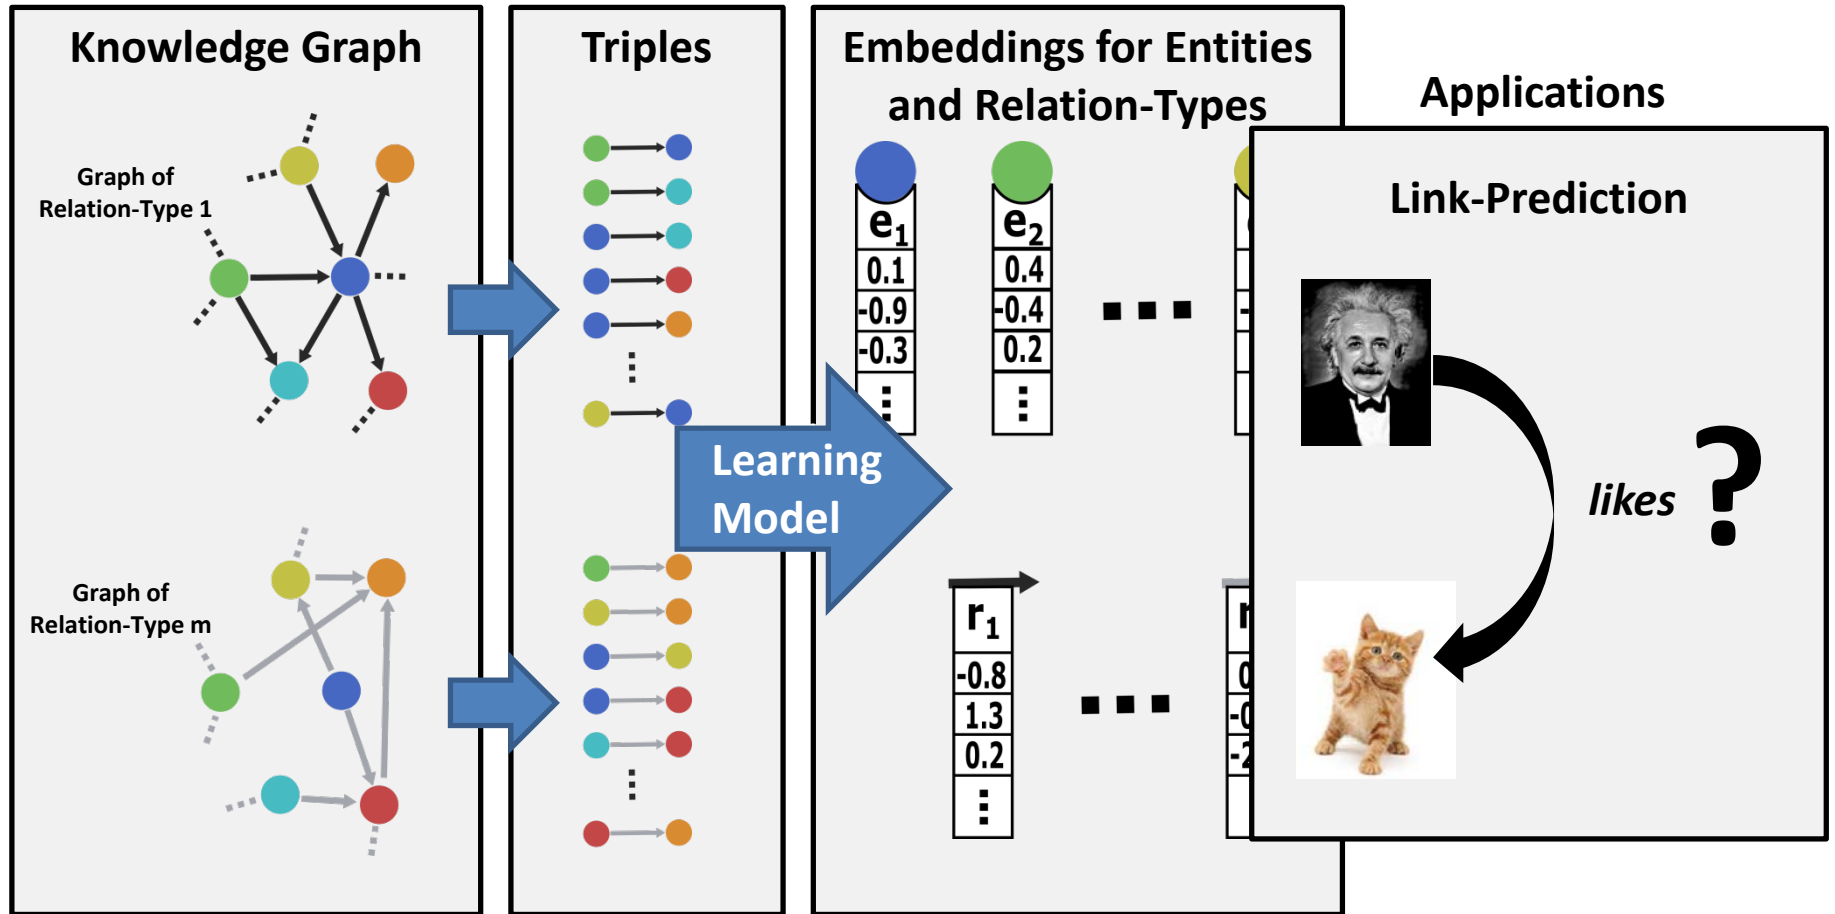 Knowledge Graph
Graph of
Relation-Type 1
Graph of
Relation-Type m
Triples
Learning
Model
Embeddings for Entities
and Relation-Types
e1
0.1
-0.9
-0.3
e2
0.4
-0.4
0.2
r1
-0.8
1.3
0.2
Applications
Link-Prediction
likes ?